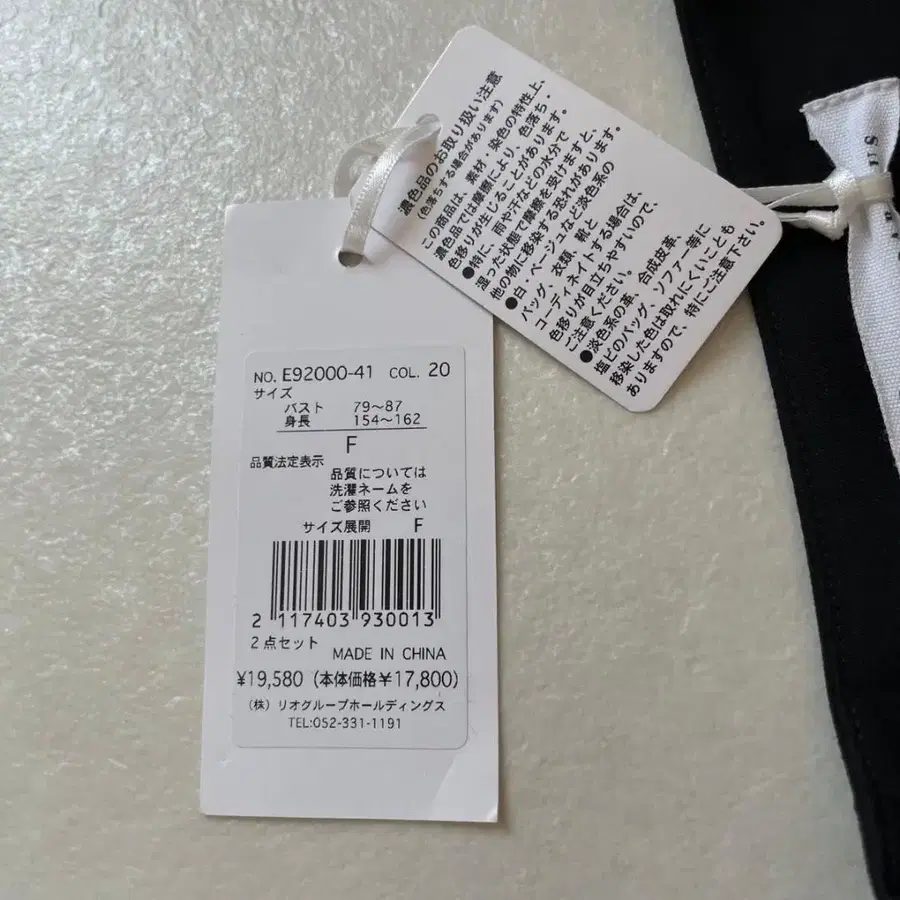 濃色品のお取り扱い注意
(色落ちする場合があります)
この商品は、素材・染色の特性上、
濃色品では摩擦により、色落ち・
色移りが生じることがあります。
●特に、雨や汗などの水分で
湿った状態で摩擦を受けますと、
他の物に移染する恐れがあります。
●白・ベージュなど淡色系の
バッグ、衣類、靴と
コーディネイトする場合は、
色移りが目立ちやすいので、
ご注意ください。
●淡色系の革、合成皮革、
塩ビのバッグ、ソファー等に
移染した色は取れにくいことも
ありますので、特にご注意下さい。
NO. E92000-41 COL. 20
サイズ
バスト 79～87
身長 154～162
F
品質法定表示
品質については
洗濯ネームを
ご参照ください
サイズ展開 F
2 117403 930013
2点セット
MADE IN CHINA
¥19,580 (本体価格¥17,800)
(株) リオグループホールディングス
TEL:052-331-1191